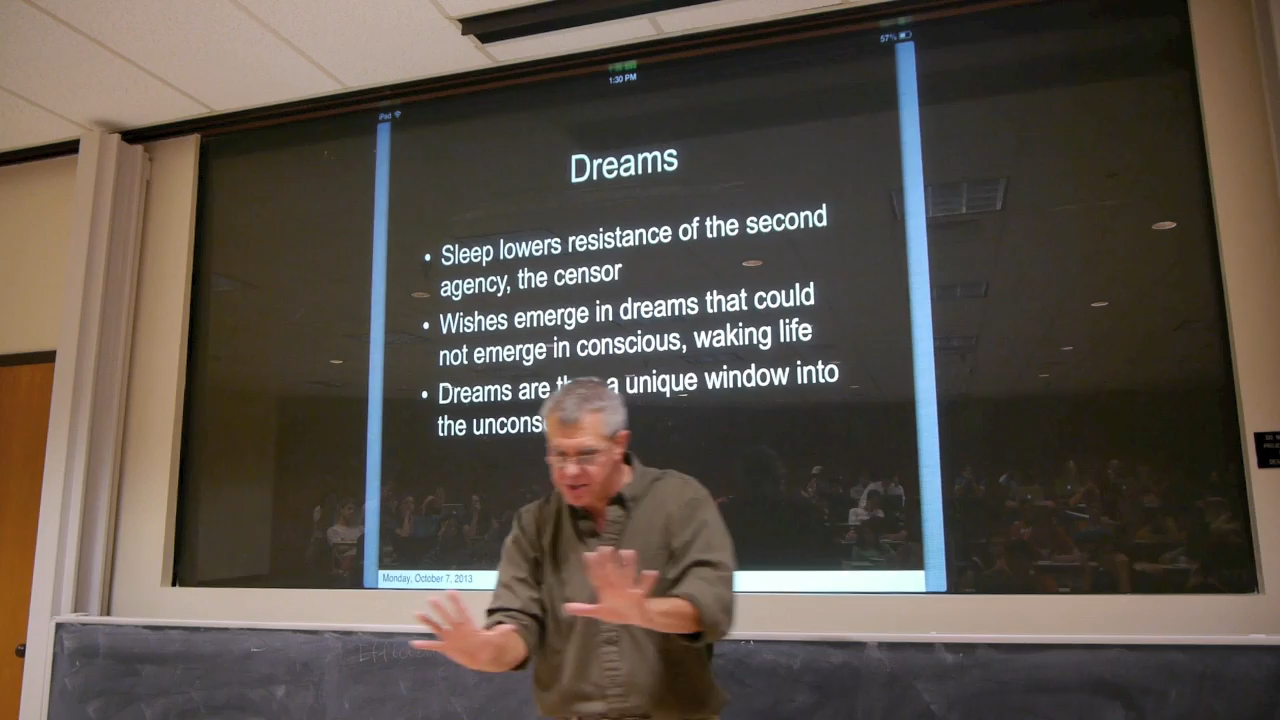 57%
1:30 PM
iPad
Dreams
• Sleep lowers resistance of the second
agency, the censor
• Wishes emerge in dreams that could
not emerge in conscious, waking life
• Dreams are a unique window into
the
Monday, October 7, 2013